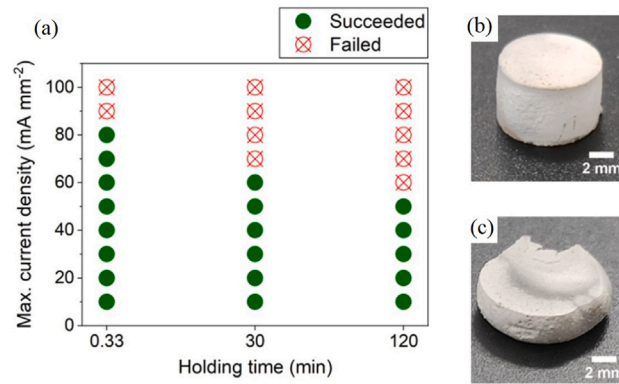 (a)
Succeeded
Failed
Max. current density (mA mm⁻²)
100
80
60
40
20
0
0.33
30
120
Holding time (min)
(b)
2 mm
(c)
2 mm